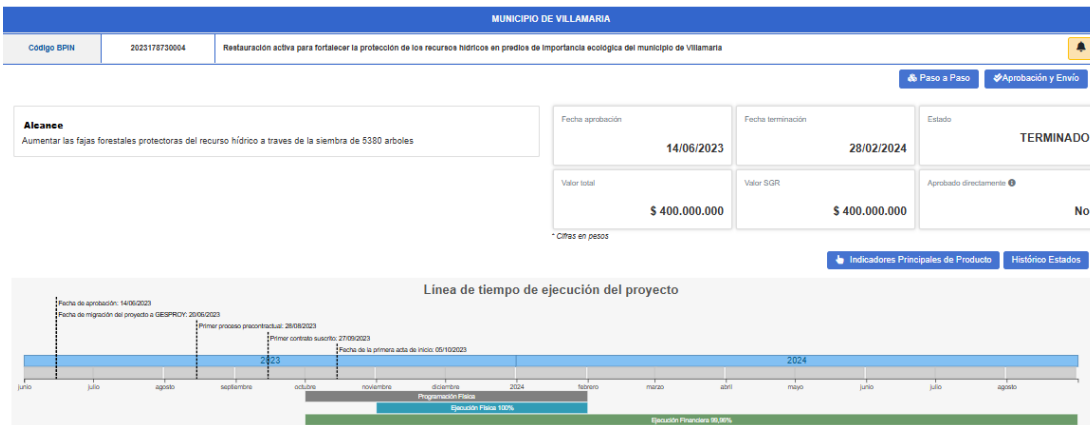 MUNICIPIO DE VILLAMARIA
Código BPIN 2023178730004 Restauración activa para fortalecer la protección de los recursos hídricos en predios de importancia ecológica del municipio de Villamaria
Paso a Paso Aprobación y Envío
Alcance
Aumentar las fajas forestales protectoras del recurso hídrico a traves de la siembra de 5380 arboles
Fecha aprobación Fecha terminación Estado
14/06/2023 28/02/2024 TERMINADO
Valor total Valor SGR Aprobado directamente
$ 400.000.000 $ 400.000.000 No
* Cifras en pesos
Indicadores Principales de Producto Histórico Estados
Línea de tiempo de ejecución del proyecto
Fecha de aprobación: 14/06/2023
Fecha de migración del proyecto a GESPROY: 20/06/2023
Primer proceso precontractual: 28/08/2023
Primer contrato suscrito: 27/09/2023
Fecha de la primera acta de inicio: 05/10/2023
2023 2024
junio julio agosto septiembre octubre noviembre diciembre 2024 febrero marzo abril mayo junio julio agosto
Programación Física
Ejecución Física 100%
Ejecución Financiera 99,96%